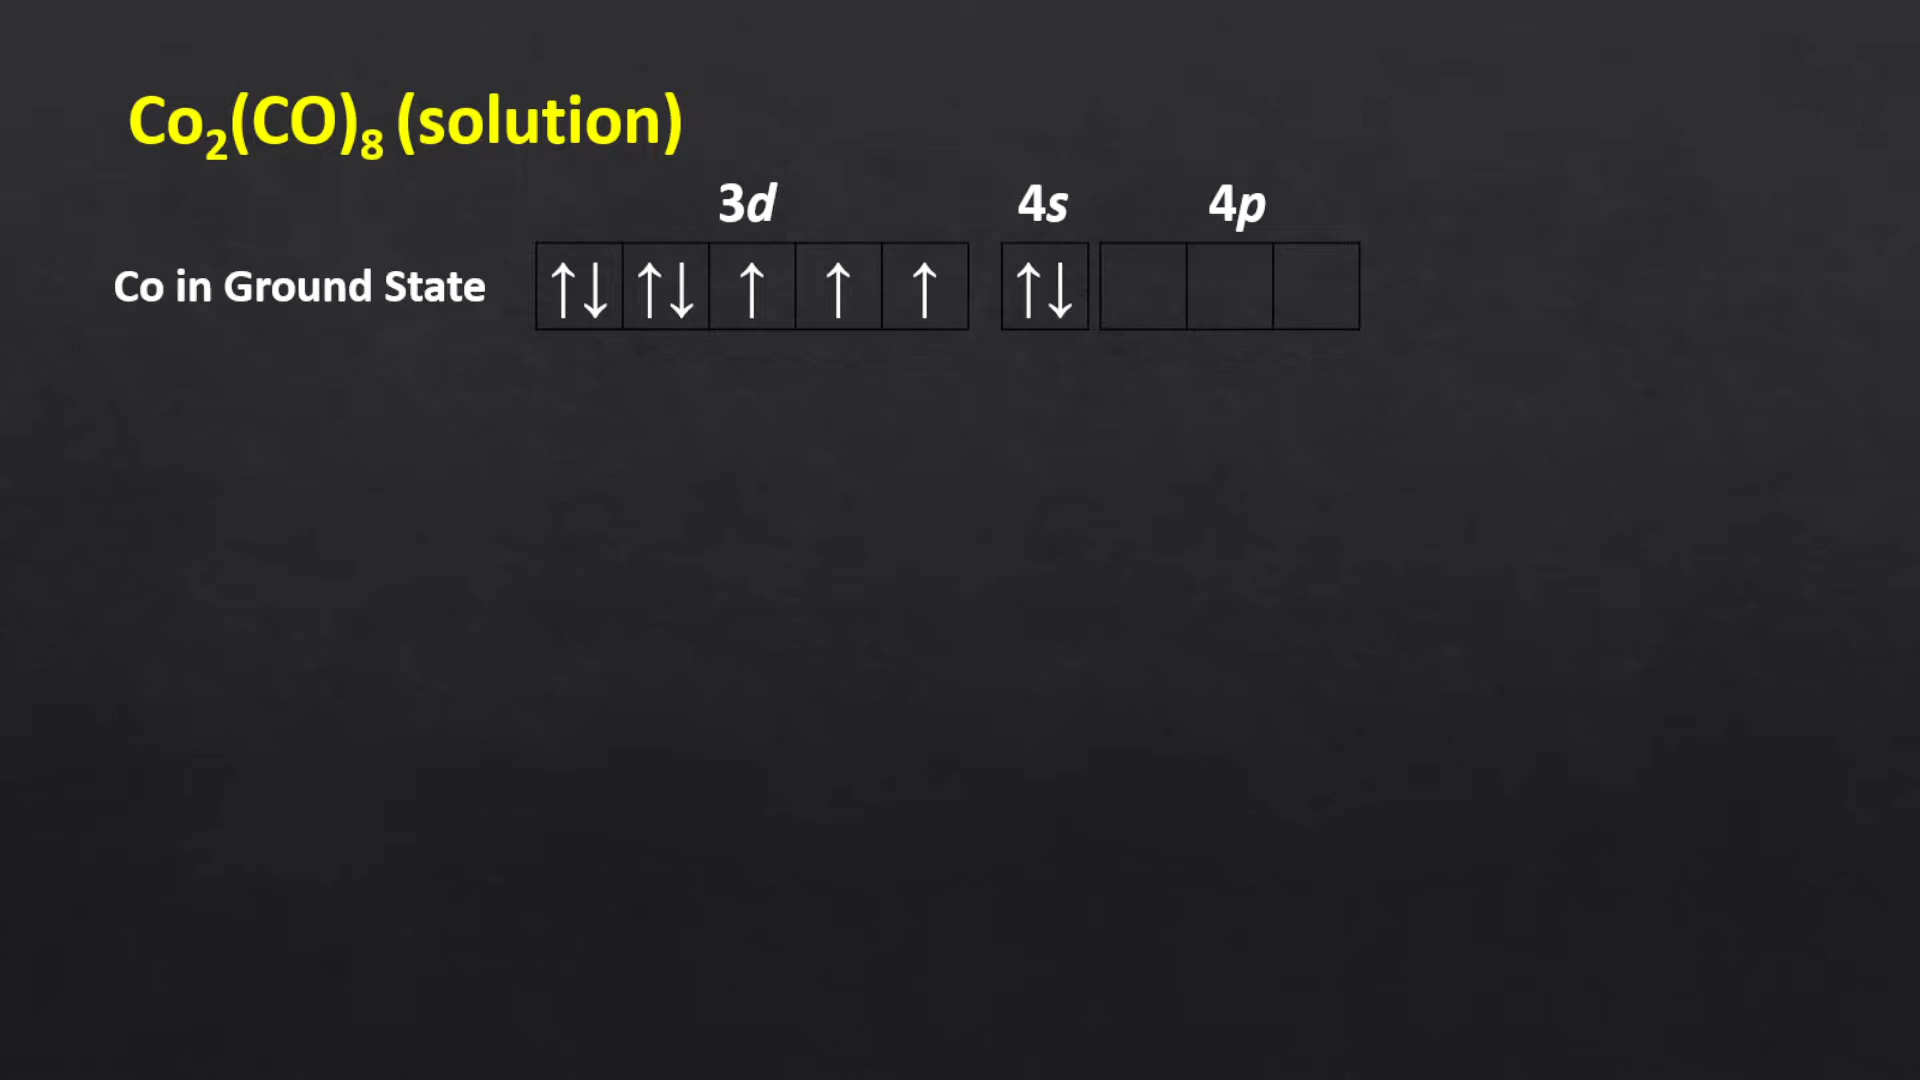 Co₂(CO)₈ (solution)
3d 4s 4p
Co in Ground State ↑↓ ↑↓ ↑ ↑ ↑ ↑↓